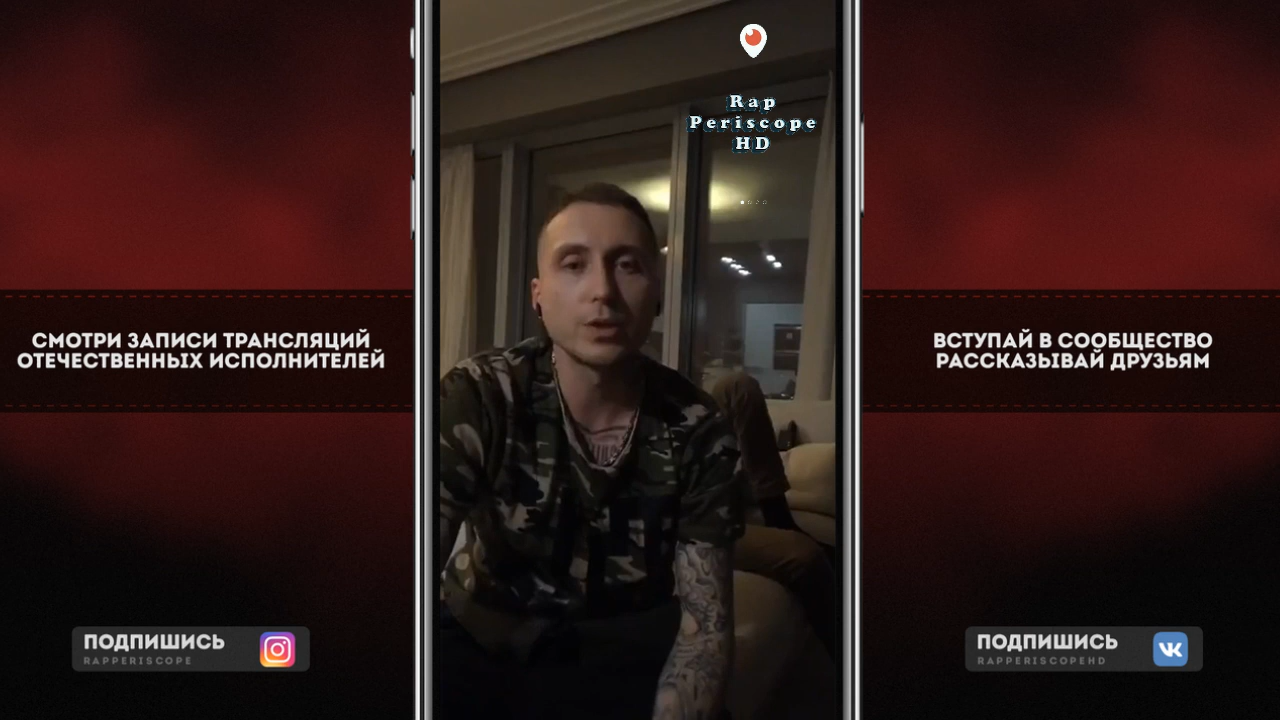 Rap
Periscope
HD
СМОТРИ ЗАПИСИ ТРАНСЛЯЦИЙ
ОТЕЧЕСТВЕННЫХ ИСПОЛНИТЕЛЕЙ
ВСТУПАЙ В СООБЩЕСТВО
РАССКАЗЫВАЙ ДРУЗЬЯМ
ПОДПИШИСЬ
RAPPERISCOPE
ПОДПИШИСЬ
RAPPERISCOPEHD